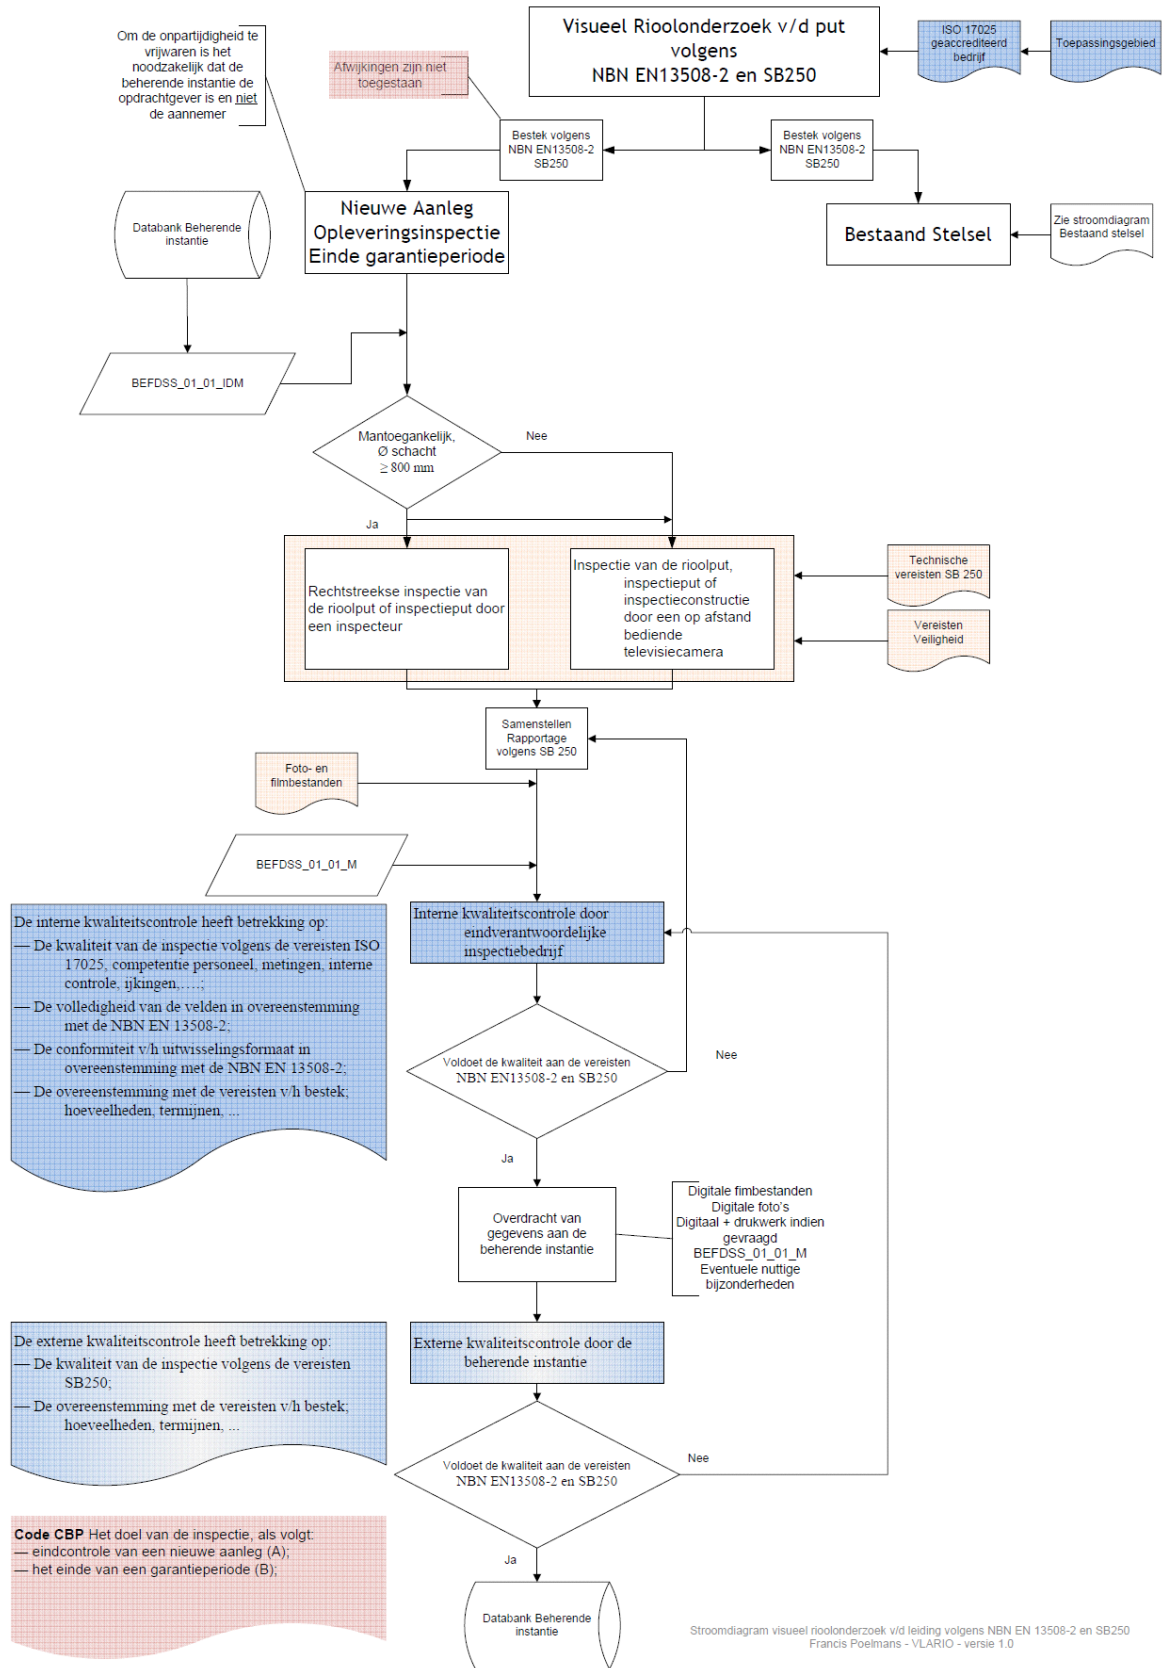 Visueel Rioolonderzoek v/d put
volgens
NBN EN13508-2 en SB250
ISO 17025
geaccrediteerd
bedrijf
Toepassingsgebied
Om de onpartijdigheid te
vrijwaren is het
noodzakelijk dat de
beherende instantie de
opdrachtgever is en niet
de aannemer
Afwijkingen zijn niet
toegestaan
Bestek volgens
NBN EN13508-2
SB250
Bestek volgens
NBN EN13508-2
SB250
Nieuwe Aanleg
Opleveringsinspectie
Einde garantieperiode
Bestaand Stelsel
Zie stroomdiagram
Bestaand stelsel
Databank Beherende
instantie
BEFDSS_01_01_IDM
Mantoegankelijk,
Ø schacht
≥ 800 mm
Nee
Ja
Rechtstreekse inspectie van
de rioolput of inspectieput door
een inspecteur
Inspectie van de rioolput,
inspectieput of
inspectieconstructie
door een op afstand
bediende
televisiecamera
Technische
vereisten SB 250
Vereisten
Veiligheid
Samenstellen
Rapportage
volgens SB 250
Foto- en
filmbestanden
BEFDSS_01_01_M
De interne kwaliteitscontrole heeft betrekking op:
— De kwaliteit van de inspectie volgens de vereisten ISO
17025, competentie personeel, metingen, interne
controle, ijkingen,….;
— De volledigheid van de velden in overeenstemming
met de NBN EN 13508-2;
— De conformiteit v/h uitwisselingsformaat in
overeenstemming met de NBN EN 13508-2;
— De overeenstemming met de vereisten v/h bestek;
hoeveelheden, termijnen, ...
Interne kwaliteitscontrole door
eindverantwoordelijke
inspectiebedrijf
Voldoet de kwaliteit aan de vereisten
NBN EN13508-2 en SB250
Nee
Ja
Overdracht van
gegevens aan de
beherende instantie
Digitale fimbestanden
Digitale foto's
Digitaal + drukwerk indien
gevraagd
BEFDSS_01_01_M
Eventuele nuttige
bijzonderheden
De externe kwaliteitscontrole heeft betrekking op:
— De kwaliteit van de inspectie volgens de vereisten
SB250;
— De overeenstemming met de vereisten v/h bestek;
hoeveelheden, termijnen, ...
Externe kwaliteitscontrole door de
beherende instantie
Voldoet de kwaliteit aan de vereisten
NBN EN13508-2 en SB250
Nee
Ja
Code CBP Het doel van de inspectie, als volgt:
— eindcontrole van een nieuwe aanleg (A);
— het einde van een garantieperiode (B);
Databank Beherende
instantie
Stroomdiagram visueel rioolonderzoek v/d leiding volgens NBN EN 13508-2 en SB250
Francis Poelmans - VLARIO - versie 1.0